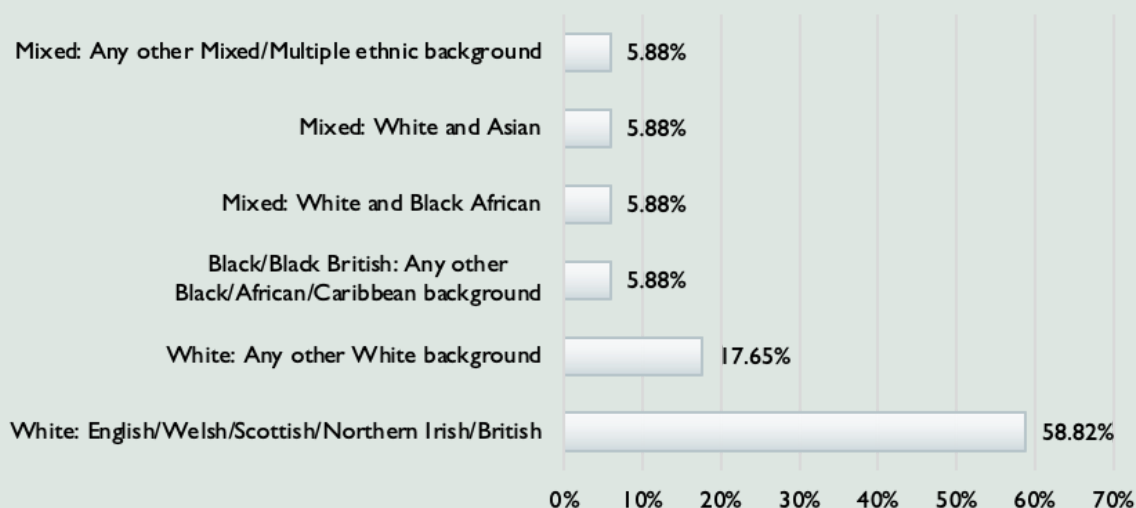 Mixed: Any other Mixed/Multiple ethnic background
5.88%
Mixed: White and Asian
5.88%
Mixed: White and Black African
5.88%
Black/Black British: Any other
Black/African/Caribbean background
5.88%
White: Any other White background
17.65%
White: English/Welsh/Scottish/Northern Irish/British
58.82%
0% 10% 20% 30% 40% 50% 60% 70%